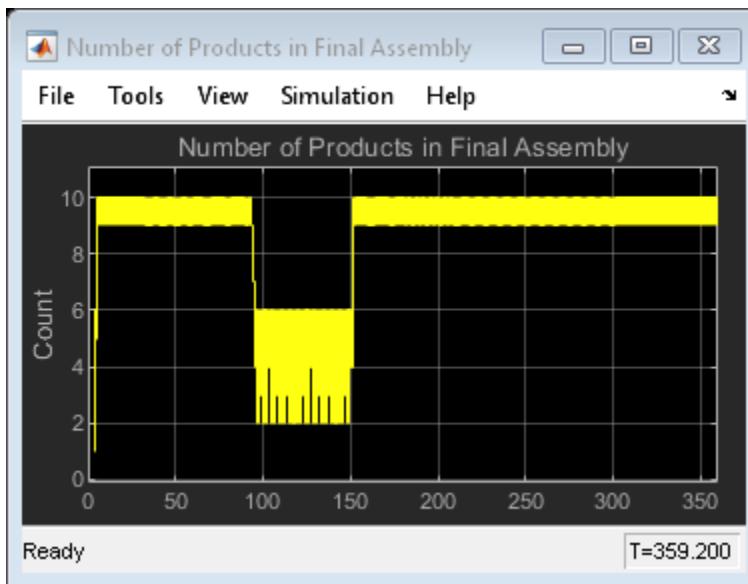 Number of Products in Final Assembly
File Tools View Simulation Help
Number of Products in Final Assembly
Count
10
8
6
4
2
0
0 50 100 150 200 250 300 350
Ready T=359.200